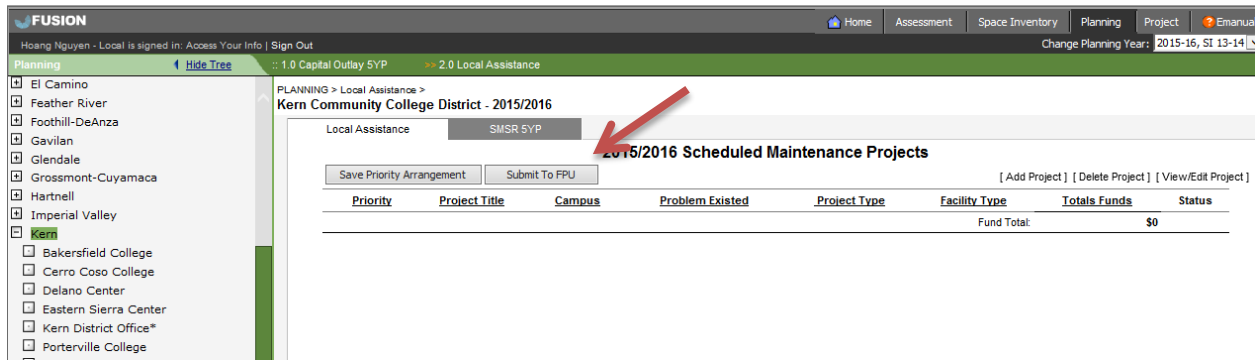 FUSION
Home Assessment Space Inventory Planning Project Emanua
Hoang Nguyen - Local is signed in: Access Your Info | Sign Out
Change Planning Year: 2015-16, SI 13-14
Planning Hide Tree :: 1.0 Capital Outlay 5YP >> 2.0 Local Assistance
El Camino
Feather River
Foothill-DeAnza
Gavilan
Glendale
Grossmont-Cuyamaca
Hartnell
Imperial Valley
Kern
Bakersfield College
Cerro Coso College
Delano Center
Eastern Sierra Center
Kern District Office*
Porterville College
PLANNING > Local Assistance >
Kern Community College District - 2015/2016
Local Assistance SMSR 5YP
2015/2016 Scheduled Maintenance Projects
Save Priority Arrangement Submit To FPU [ Add Project ] [ Delete Project ] [ View/Edit Project ]
Priority Project Title Campus Problem Existed Project Type Facility Type Totals Funds Status
Fund Total: $0